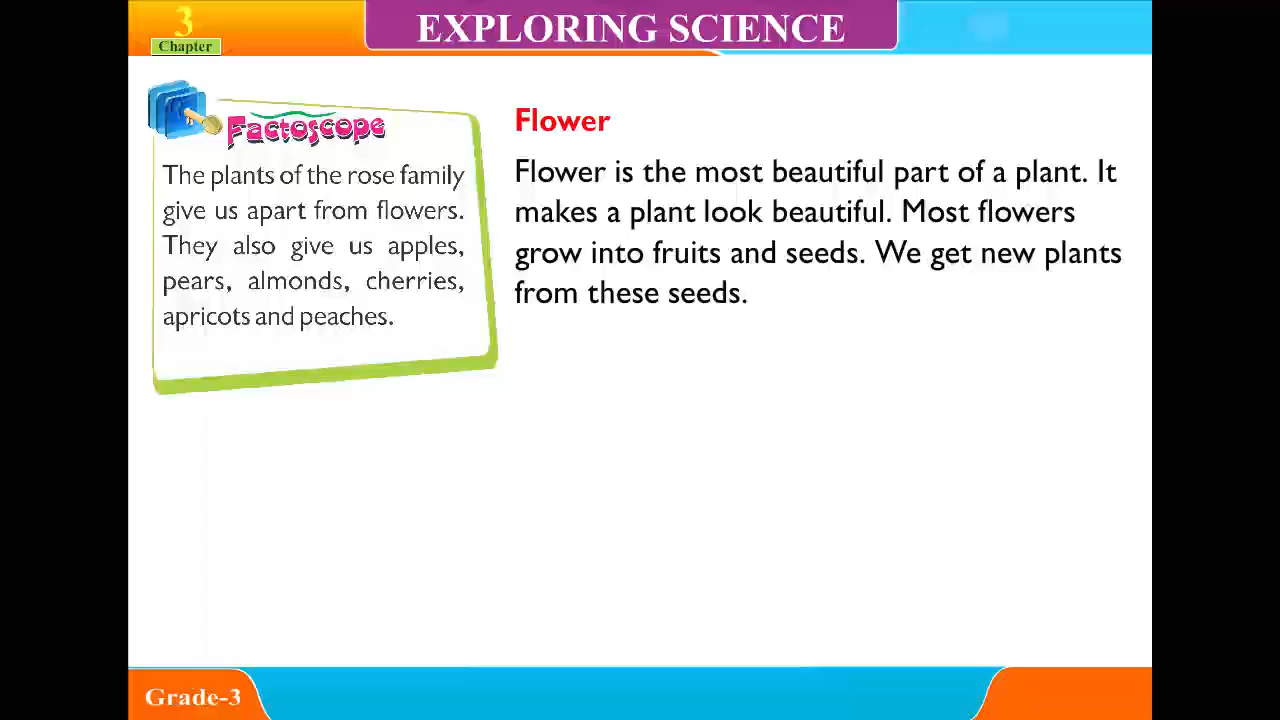 3
Chapter
EXPLORING SCIENCE
Factoscope
The plants of the rose family
give us apart from flowers.
They also give us apples,
pears, almonds, cherries,
apricots and peaches.
Flower
Flower is the most beautiful part of a plant. It
makes a plant look beautiful. Most flowers
grow into fruits and seeds. We get new plants
from these seeds.
Grade-3